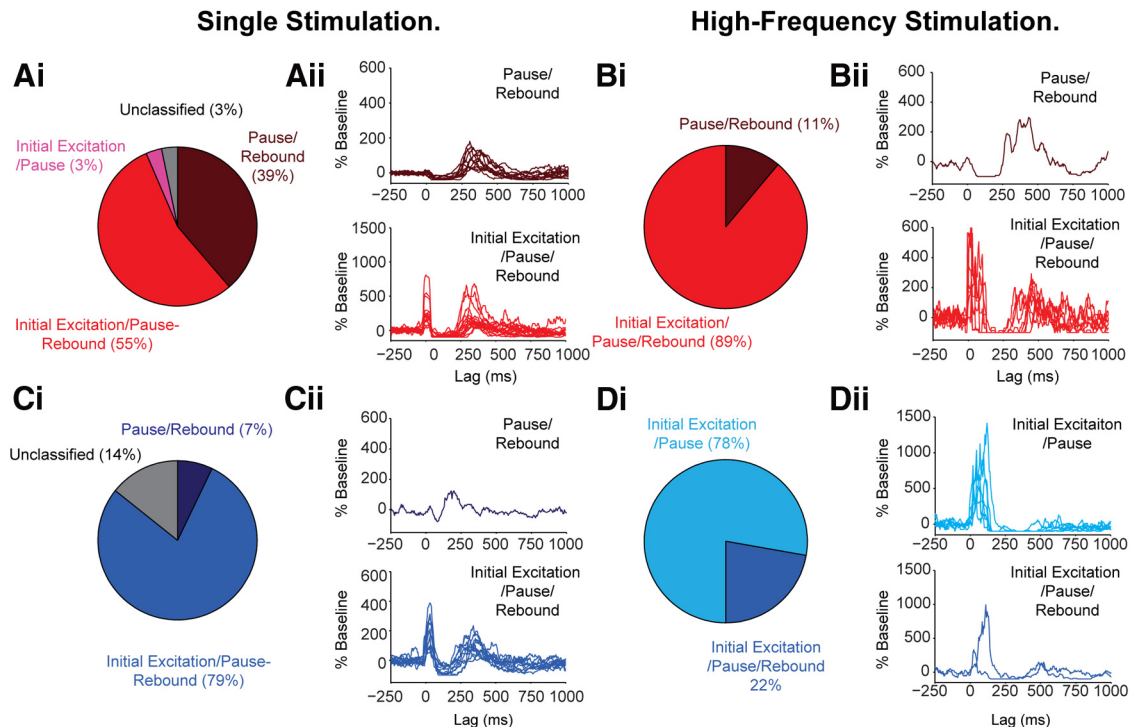 Single Stimulation.
High-Frequency Stimulation.
Ai
Unclassified (3%)
Initial Excitation
/Pause (3%)
Pause/
Rebound
(39%)
Initial Excitation/Pause-
Rebound (55%)
Aii
% Baseline
600
400
200
0
Pause/
Rebound
−250 0 250 500 750 1000
% Baseline
1500
1000
500
0
Initial Excitation
/Pause/
Rebound
−250 0 250 500 750 1000
Lag (ms)
Bi
Pause/Rebound (11%)
Initial Excitation/
Pause/Rebound (89%)
Bii
% Baseline
600
400
200
0
Pause/
Rebound
−250 0 250 500 750 1000
% Baseline
600
400
200
0
Initial Excitation
/Pause/
Rebound
−250 0 250 500 750 1000
Lag (ms)
Ci
Pause/Rebound (7%)
Unclassified (14%)
Initial Excitation/Pause-
Rebound (79%)
Cii
% Baseline
600
400
200
0
Pause/
Rebound
−250 0 250 500 750 1000
% Baseline
600
400
200
0
Initial Excitation
/Pause/
Rebound
−250 0 250 500 750 1000
Lag (ms)
Di
Initial Excitation
/Pause (78%)
Initial Excitation
/Pause/Rebound
22%
Dii
% Baseline
1500
1000
500
0
Initial Excitaiton
/Pause
−250 0 250 500 750 1000
% Baseline
1500
1000
500
0
Initial Excitation
/Pause/
Rebound
−250 0 250 500 750 1000
Lag (ms)